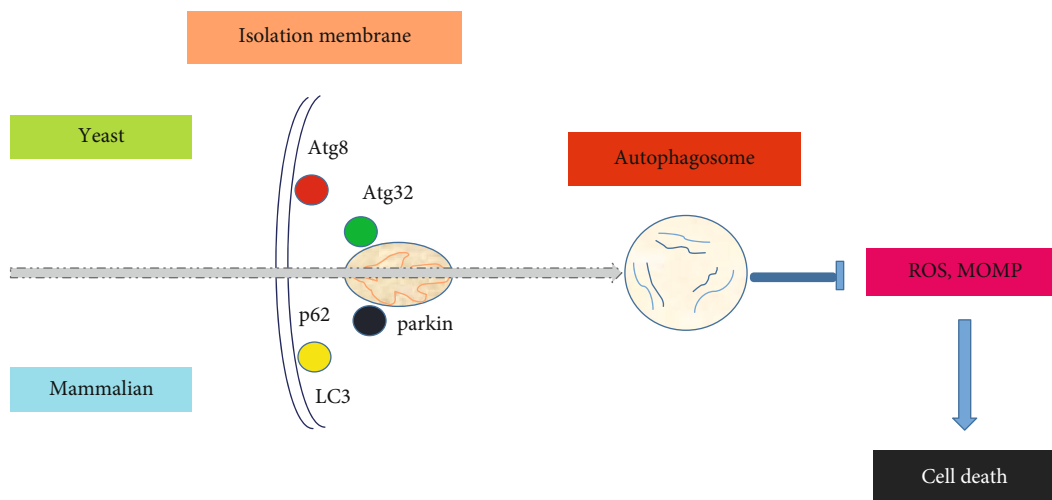 Isolation membrane
Yeast
Atg8
Autophagosome
Atg32
ROS, MOMP
p62
parkin
Mammalian
LC3
Cell death